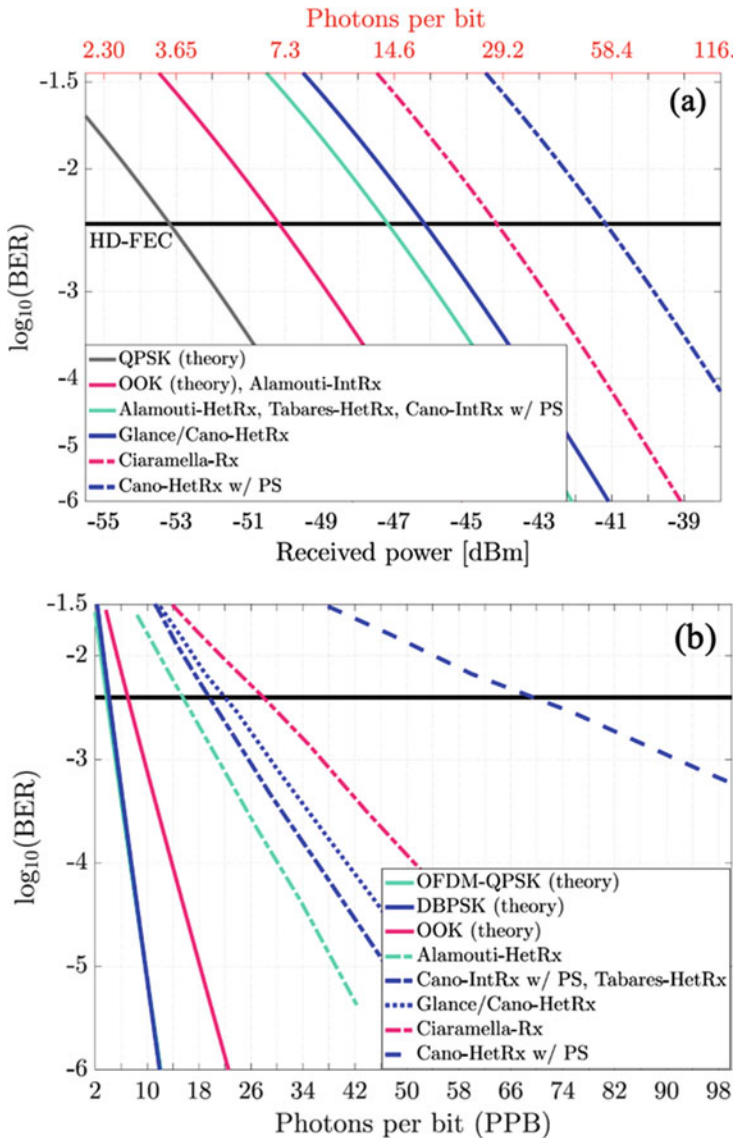 Photons per bit
2.30 3.65 7.3 14.6 29.2 58.4 116.
-1.5
(a)
-2
HD-FEC
-3
log10(BER)
QPSK (theory)
OOK (theory), Alamouti-IntRx
-4
Alamouti-HetRx, Tabares-HetRx, Cano-IntRx w/ PS
Glance/Cano-HetRx
-5
Ciaramella-Rx
Cano-HetRx w/ PS
-6
-55 -53 -51 -49 -47 -45 -43 -41 -39
Received power [dBm]
-1.5
(b)
-2
-3
log10(BER)
-4
OFDM-QPSK (theory)
DBPSK (theory)
OOK (theory)
Alamouti-HetRx
-5
Cano-IntRx w/ PS, Tabares-HetRx
Glance/Cano-HetRx
Ciaramella-Rx
Cano-HetRx w/ PS
-6
2 10 18 26 34 42 50 58 66 74 82 90 98
Photons per bit (PPB)